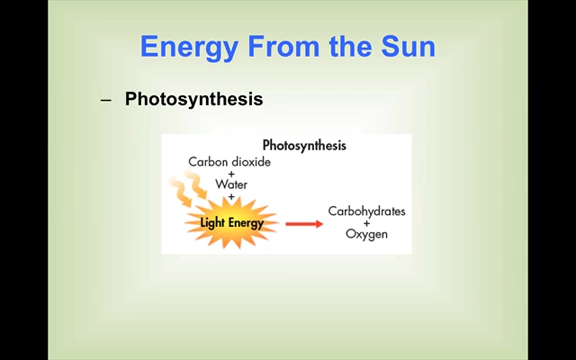 Energy From the Sun
– Photosynthesis
Photosynthesis
Carbon dioxide
+
Water
+
Light Energy
Carbohydrates
+
Oxygen